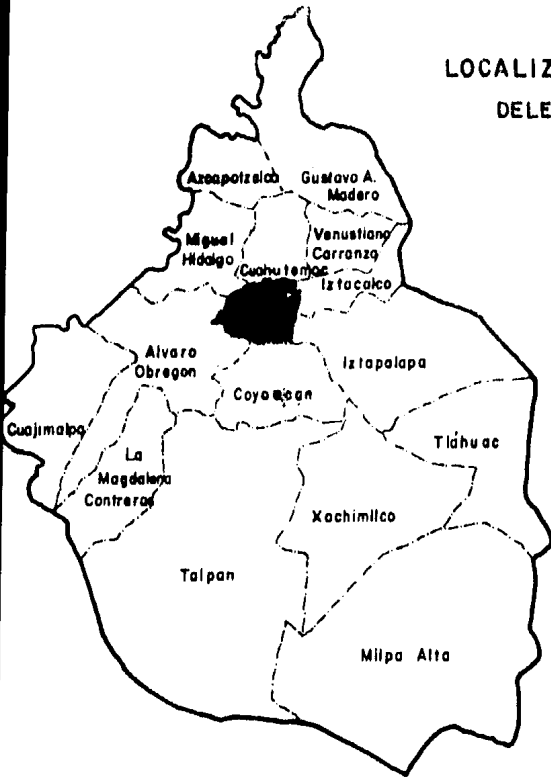 LOCALIZ
DELE
Azcapotzalco
Gustavo A.
Madero
Miguel
Hidalgo
Venustiano
Carranza
Cuahutemoc
Iztacalco
Alvaro
Obregon
Iztapalapa
Coyoacan
Cuajimalpa
Tláhuac
La
Magdalena
Contreras
Xochimilco
Talpan
Milpa Alta